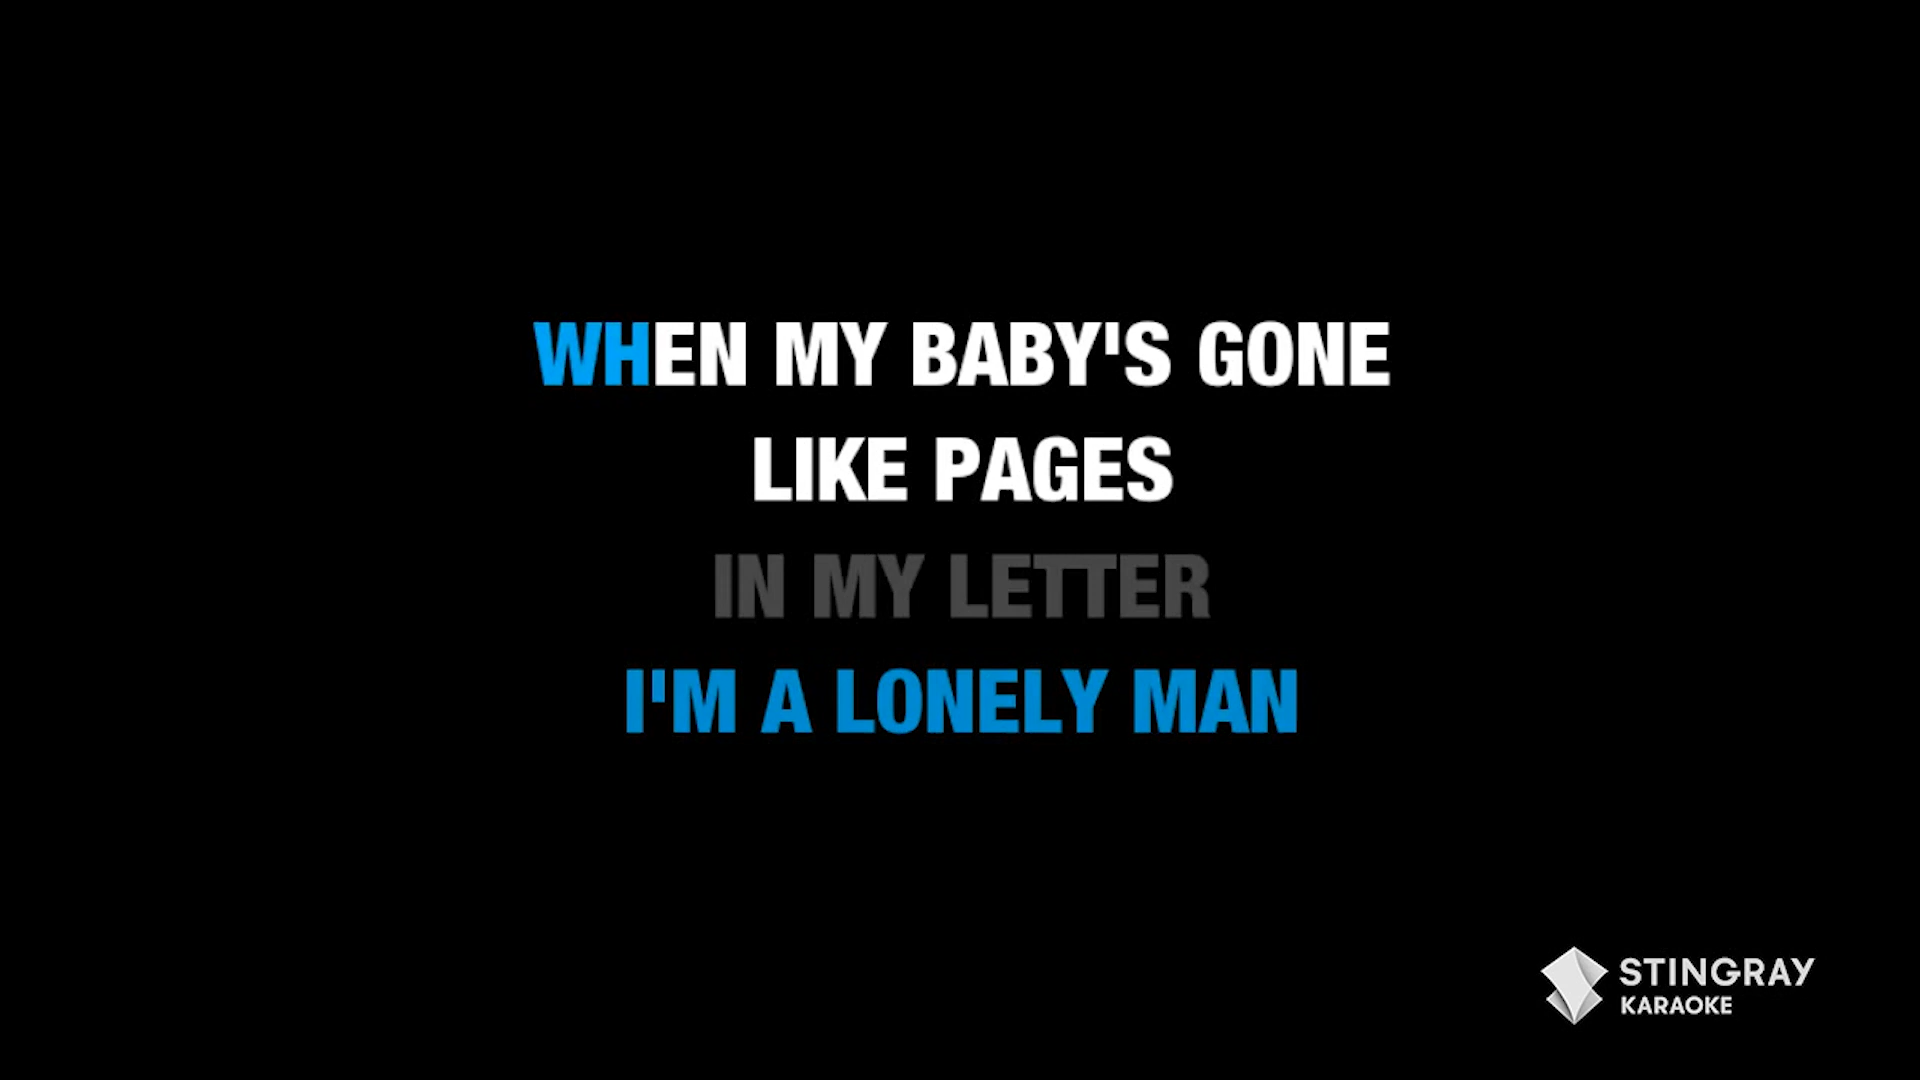 WHEN MY BABY'S GONE
LIKE PAGES
IN MY LETTER
I'M A LONELY MAN
STINGRAY
KARAOKE